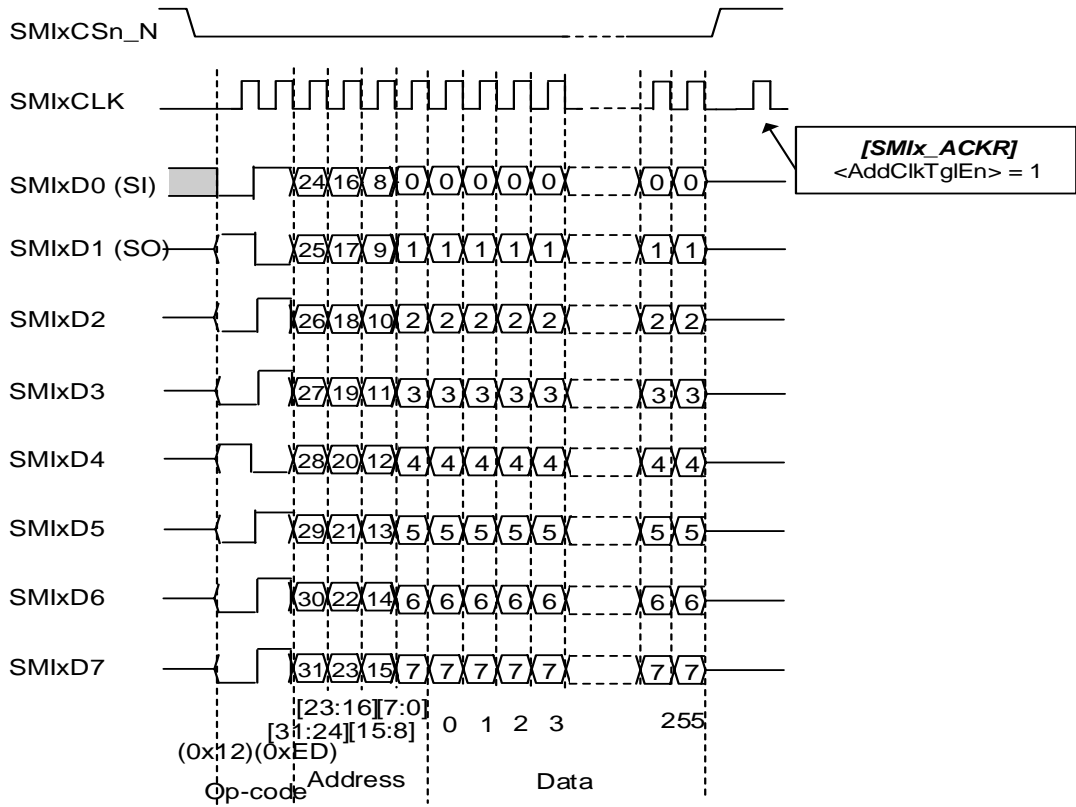 SMIxCSn_N
SMIxCLK
[SMIx_ACKR]
<AddClkTglEn> = 1
SMIxD0 (SI) 24 16 8 0 0 0 0 0 0 0
SMIxD1 (SO) 25 17 9 1 1 1 1 1 1 1
SMIxD2 26 18 10 2 2 2 2 2 2 2
SMIxD3 27 19 11 3 3 3 3 3 3 3
SMIxD4 28 20 12 4 4 4 4 4 4 4
SMIxD5 29 21 13 5 5 5 5 5 5 5
SMIxD6 30 22 14 6 6 6 6 6 6 6
SMIxD7 31 23 15 7 7 7 7 7 7 7
[23:16][7:0] 0 1 2 3 255
[31:24][15:8]
(0x12)(0xED)
Op-code Address Data